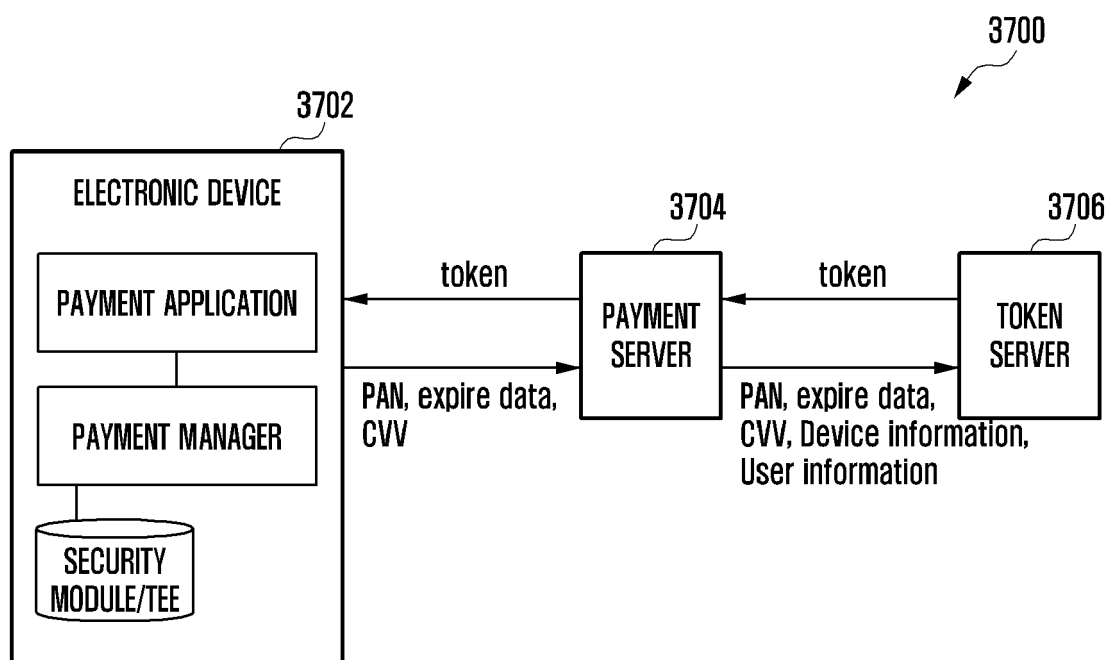 3700
3702
ELECTRONIC DEVICE
PAYMENT APPLICATION
PAYMENT MANAGER
SECURITY
MODULE/TEE
token
PAN, expire data,
CVV
3704
PAYMENT
SERVER
token
PAN, expire data,
CVV, Device information,
User information
3706
TOKEN
SERVER